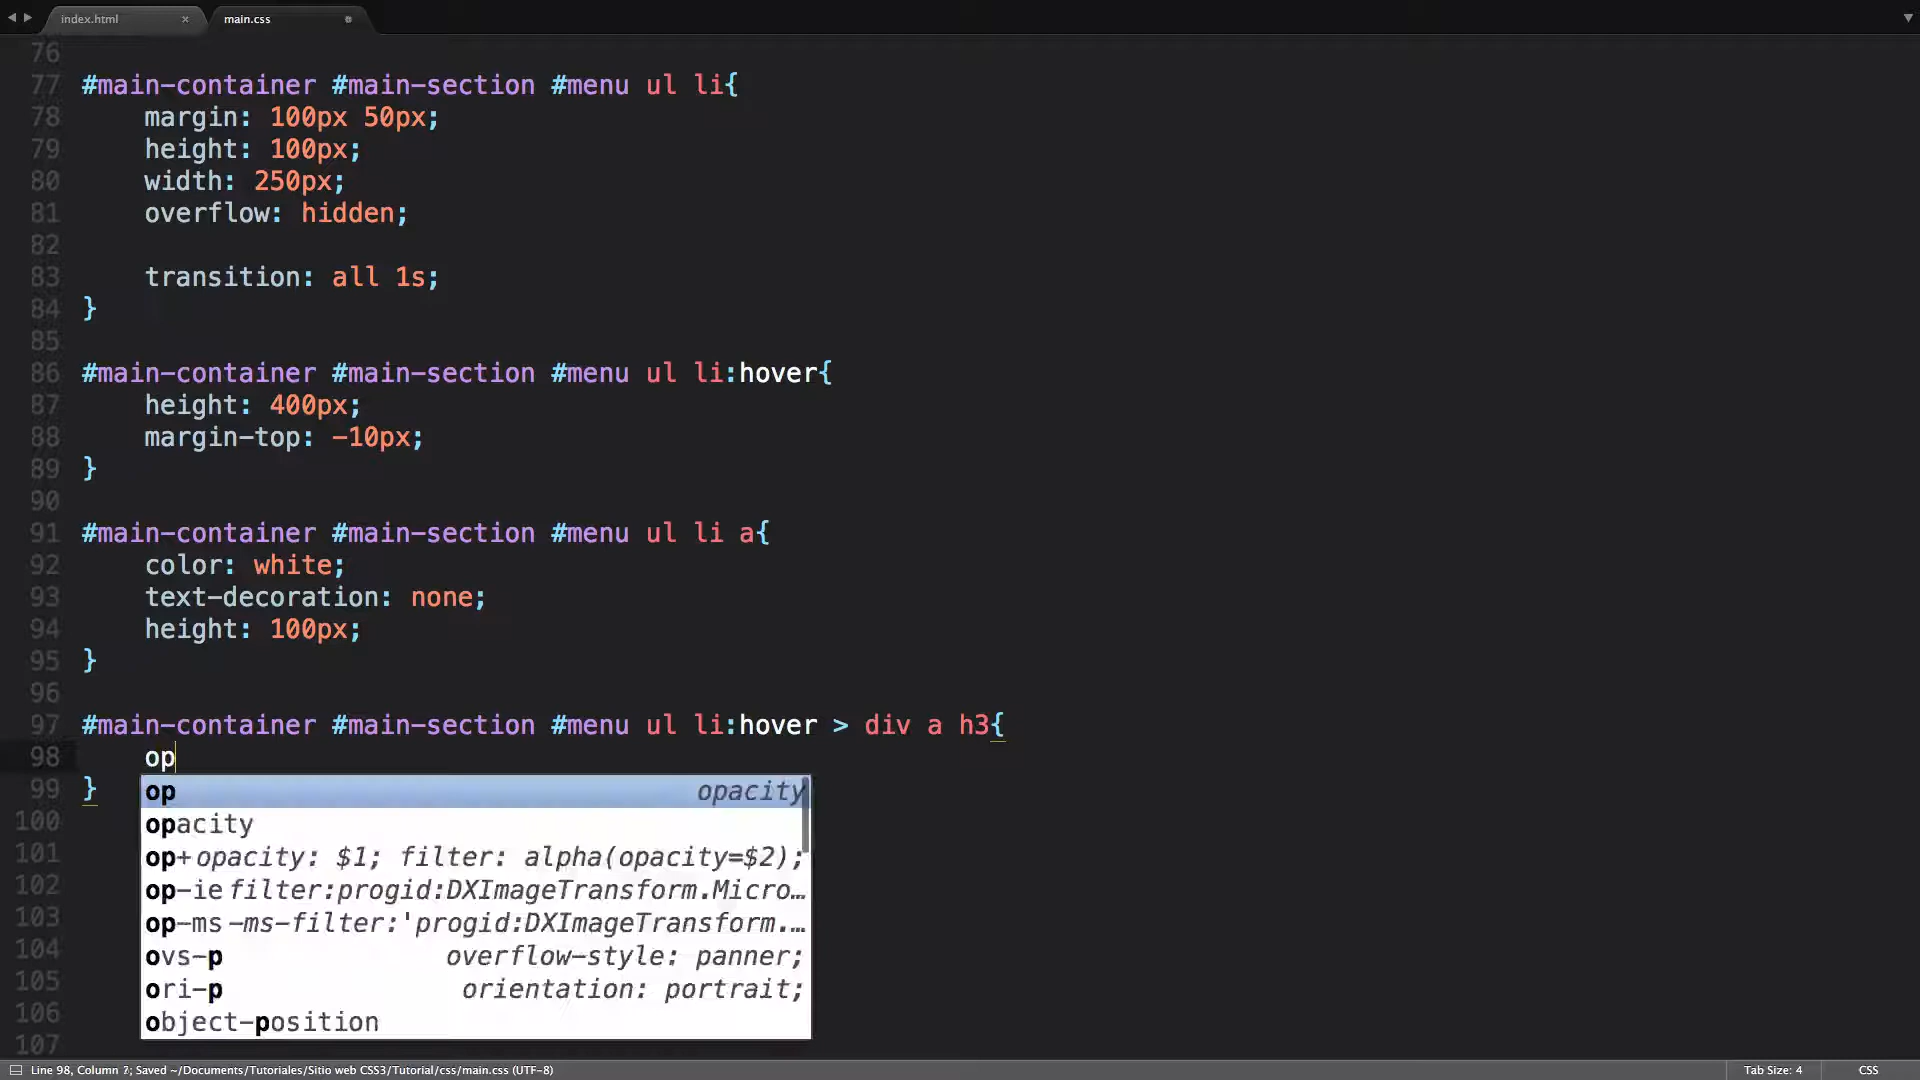 index.html × main.css
76
77 #main-container #main-section #menu ul li{
78 margin: 100px 50px;
79 height: 100px;
80 width: 250px;
81 overflow: hidden;
82
83 transition: all 1s;
84 }
85
86 #main-container #main-section #menu ul li:hover{
87 height: 400px;
88 margin-top: -10px;
89 }
90
91 #main-container #main-section #menu ul li a{
92 color: white;
93 text-decoration: none;
94 height: 100px;
95 }
96
97 #main-container #main-section #menu ul li:hover > div a h3{
98 op
99 } op opacity
100 opacity
101 op+ opacity: $1; filter: alpha(opacity=$2);
102 op-ie filter:progid:DXImageTransform.Micro…
103 op-ms -ms-filter:'progid:DXImageTransform.…
104 ovs-p overflow-style: panner;
105 ori-p orientation: portrait;
106 object-position
107
Line 98, Column 7; Saved ~/Documents/Tutoriales/Sitio web CSS3/Tutorial/css/main.css (UTF-8) Tab Size: 4 CSS